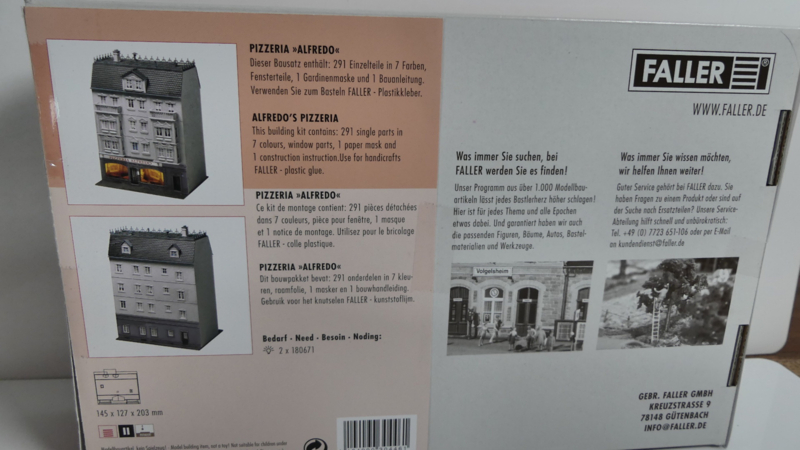 PIZZERIA »ALFREDO«
Dieser Bausatz enthält: 291 Einzelteile in 7 Farben,
Fensterteile, 1 Gardinenmaske und 1 Bauanleitung.
Verwenden Sie zum Basteln FALLER - Plastikkleber.
ALFREDO'S PIZZERIA
This building kit contains: 291 single parts in
7 colours, window parts, 1 paper mask and
1 construction instruction.Use for handicrafts
FALLER - plastic glue.
PIZZERIA »ALFREDO«
Ce kit de montage contient: 291 pièces détachées
dans 7 couleurs, pièce pour fenêtre, 1 masque
et 1 notice de montage. Utilisez pour le bricolage
FALLER - colle plastique.
PIZZERIA »ALFREDO«
Dit bouwpakket bevat: 291 onderdelen in 7 kleu-
ren, raamfolie, 1 masker en 1 bouwhandleiding.
Gebruik voor het knutselen FALLER - kunststoflijm.
Bedarf - Need - Besoin - Noding:
2 x 180671
145 x 127 x 203 mm
FALLER
WWW.FALLER.DE
Was immer Sie suchen, bei
FALLER werden Sie es finden!
Unser Programm aus über 1.000 Modellbau-
artikeln lässt jedes Bastlerherz höher schlagen!
Hier ist für jedes Thema und alle Epochen
etwas dabei. Und garantiert haben wir auch
die passenden Figuren, Bäume, Autos, Bastel-
materialien und Werkzeuge.
Was immer Sie wissen möchten,
wir helfen Ihnen weiter!
Guter Service gehört bei FALLER dazu. Sie
haben Fragen zu einem Produkt oder sind auf
der Suche nach Ersatzteilen? Unsere Service-
Abteilung hilft schnell und unbürokratisch:
Tel. +49 (0) 7723 651-106 oder per E-Mail
an kundendienst@faller.de
Vogelsheim
GEBR. FALLER GMBH
KREUZSTRASSE 9
78148 GÜTENBACH
INFO@FALLER.DE